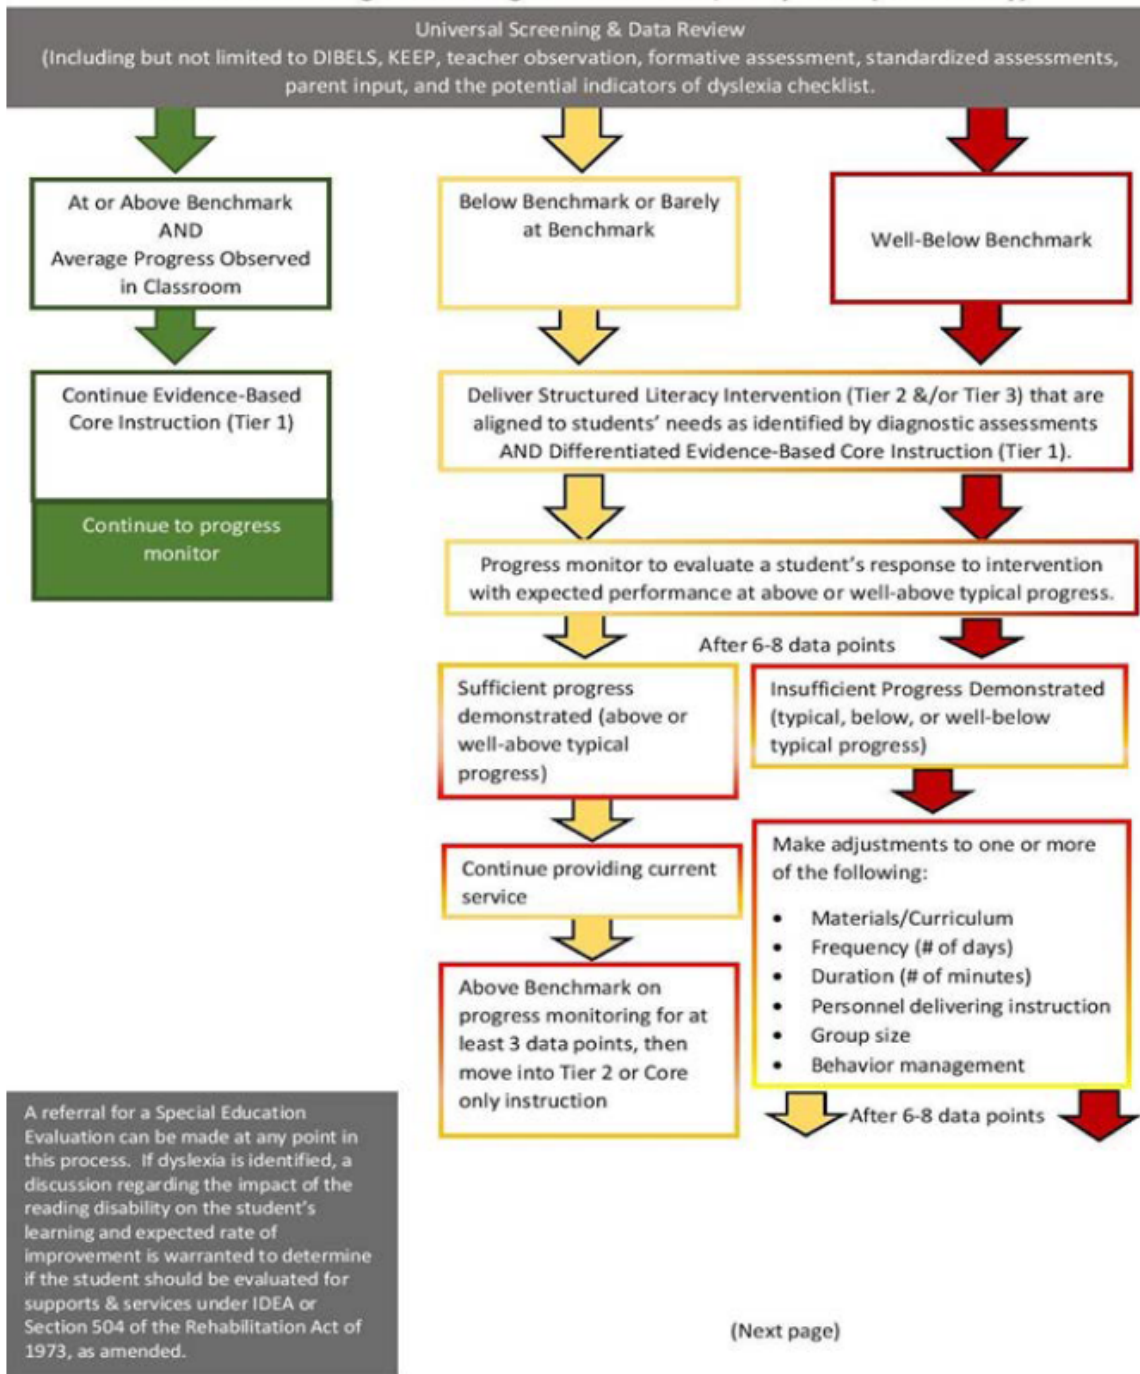 Universal Screening & Data Review
(Including but not limited to DIBELS, KEEP, teacher observation, formative assessment, standardized assessments,
parent input, and the potential indicators of dyslexia checklist.
At or Above Benchmark
AND
Average Progress Observed
in Classroom
Below Benchmark or Barely
at Benchmark
Well-Below Benchmark
Continue Evidence-Based
Core Instruction (Tier 1)
Continue to progress
monitor
Deliver Structured Literacy Intervention (Tier 2 &/or Tier 3) that are
aligned to students' needs as identified by diagnostic assessments
AND Differentiated Evidence-Based Core Instruction (Tier 1).
Progress monitor to evaluate a student's response to intervention
with expected performance at above or well-above typical progress.
After 6-8 data points
Sufficient progress
demonstrated (above or
well-above typical
progress)
Insufficient Progress Demonstrated
(typical, below, or well-below
typical progress)
Continue providing current
service
Make adjustments to one or more
of the following:
• Materials/Curriculum
• Frequency (# of days)
• Duration (# of minutes)
• Personnel delivering instruction
• Group size
• Behavior management
Above Benchmark on
progress monitoring for at
least 3 data points, then
move into Tier 2 or Core
only instruction
After 6-8 data points
A referral for a Special Education
Evaluation can be made at any point in
this process. If dyslexia is identified, a
discussion regarding the impact of the
reading disability on the student's
learning and expected rate of
improvement is warranted to determine
if the student should be evaluated for
supports & services under IDEA or
Section 504 of the Rehabilitation Act of
1973, as amended.
(Next page)